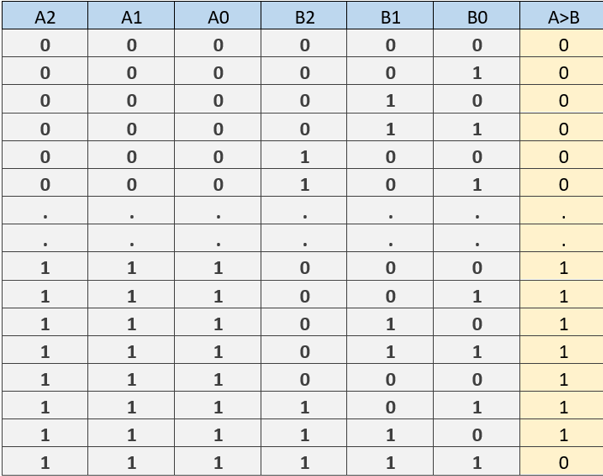 A2 A1 A0 B2 B1 B0 A>B
0 0 0 0 0 0 0
0 0 0 0 0 1 0
0 0 0 0 1 0 0
0 0 0 0 1 1 0
0 0 0 1 0 0 0
0 0 0 1 0 1 0
. . . . . . .
. . . . . . .
1 1 1 0 0 0 1
1 1 1 0 0 1 1
1 1 1 0 1 0 1
1 1 1 0 1 1 1
1 1 1 0 0 0 1
1 1 1 1 0 1 1
1 1 1 1 1 0 1
1 1 1 1 1 1 0